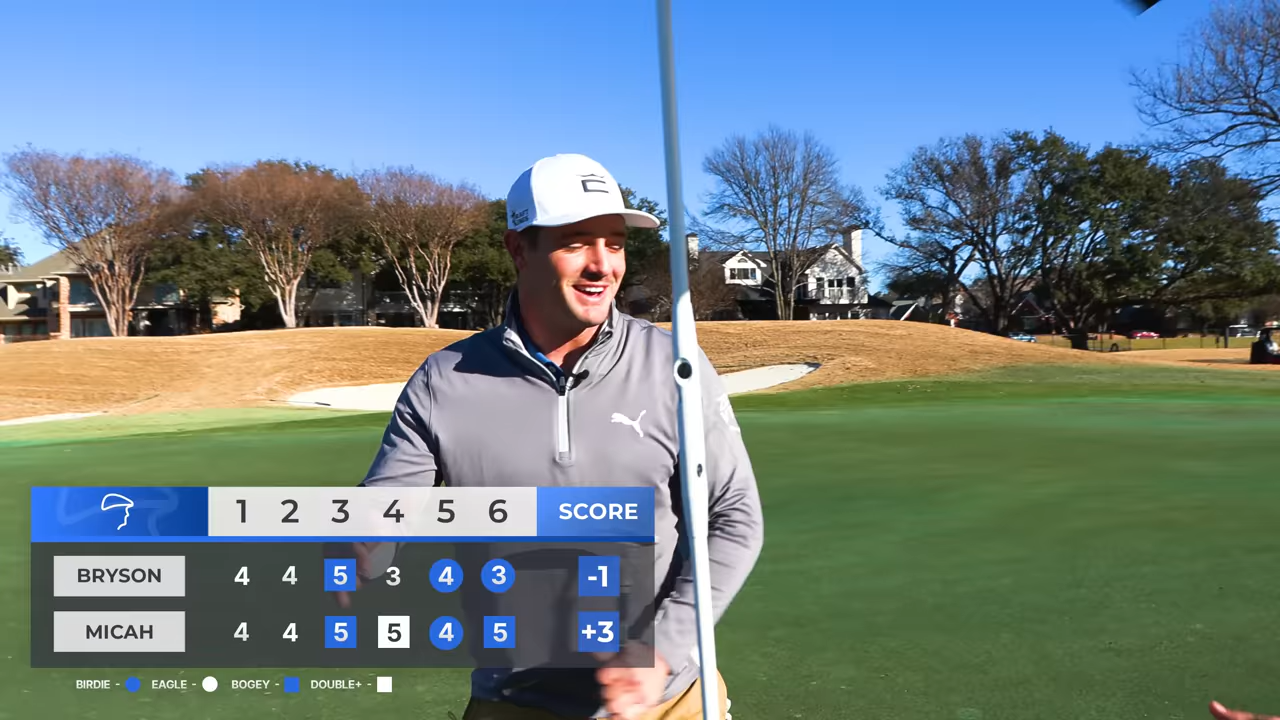 1 2 3 4 5 6 SCORE
BRYSON 4 4 5 3 4 3 -1
MICAH 4 4 5 5 4 5 +3
BIRDIE - EAGLE - BOGEY - DOUBLE+ -